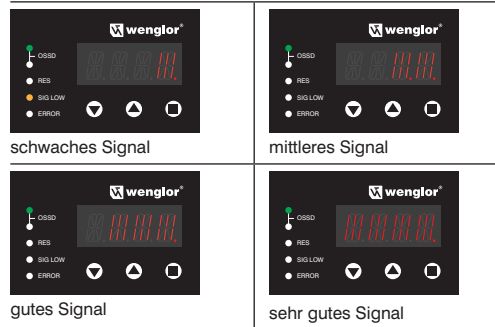 wenglor®
OSSD
RES
SIG LOW
ERROR
schwaches Signal
wenglor®
OSSD
RES
SIG LOW
ERROR
mittleres Signal
wenglor®
OSSD
RES
SIG LOW
ERROR
gutes Signal
wenglor®
OSSD
RES
SIG LOW
ERROR
sehr gutes Signal